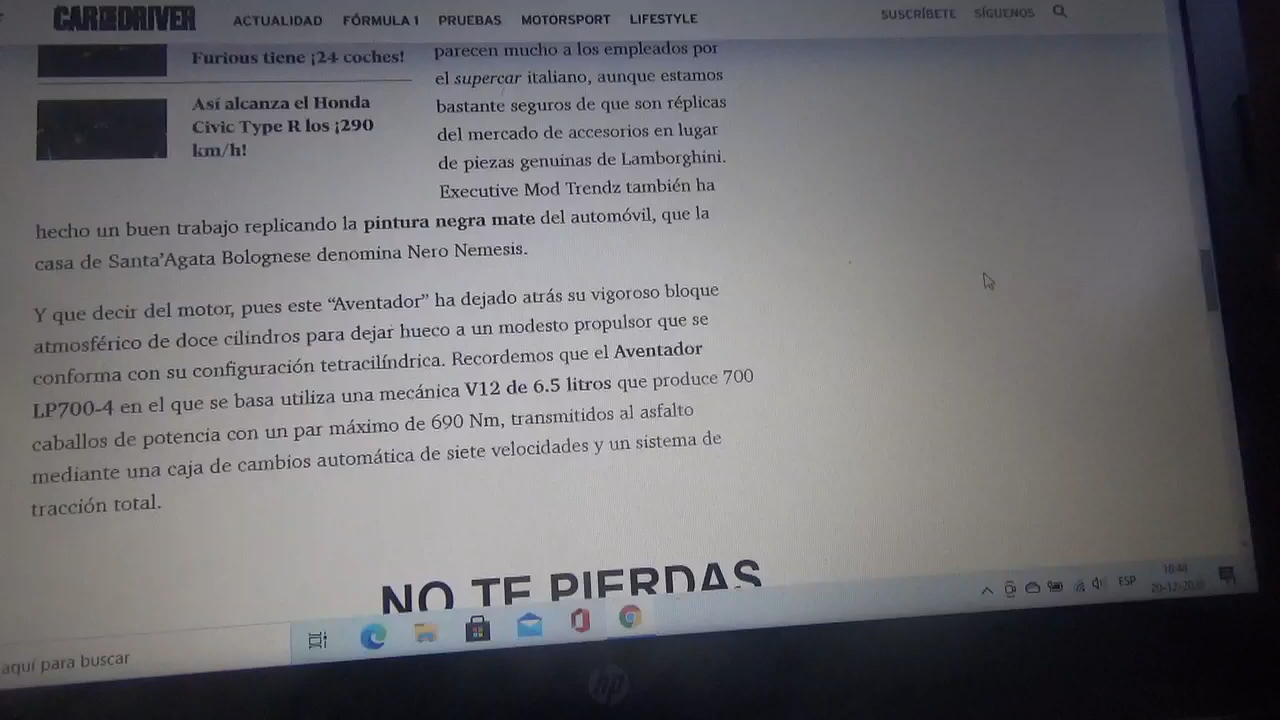 CAR AND DRIVER
ACTUALIDAD FÓRMULA 1 PRUEBAS MOTORSPORT LIFESTYLE
SUSCRÍBETE SÍGUENOS
Furious tiene ¡24 coches!
Así alcanza el Honda
Civic Type R los ¡290
km/h!
parecen mucho a los empleados por
el supercar italiano, aunque estamos
bastante seguros de que son réplicas
del mercado de accesorios en lugar
de piezas genuinas de Lamborghini.
Executive Mod Trendz también ha
hecho un buen trabajo replicando la pintura negra mate del automóvil, que la
casa de Santa'Agata Bolognese denomina Nero Nemesis.
Y que decir del motor, pues este “Aventador” ha dejado atrás su vigoroso bloque
atmosférico de doce cilindros para dejar hueco a un modesto propulsor que se
conforma con su configuración tetracilíndrica. Recordemos que el Aventador
LP700-4 en el que se basa utiliza una mecánica V12 de 6.5 litros que produce 700
caballos de potencia con un par máximo de 690 Nm, transmitidos al asfalto
mediante una caja de cambios automática de siete velocidades y un sistema de
tracción total.
NO TE PIERDAS
aquí para buscar
ESP
hp